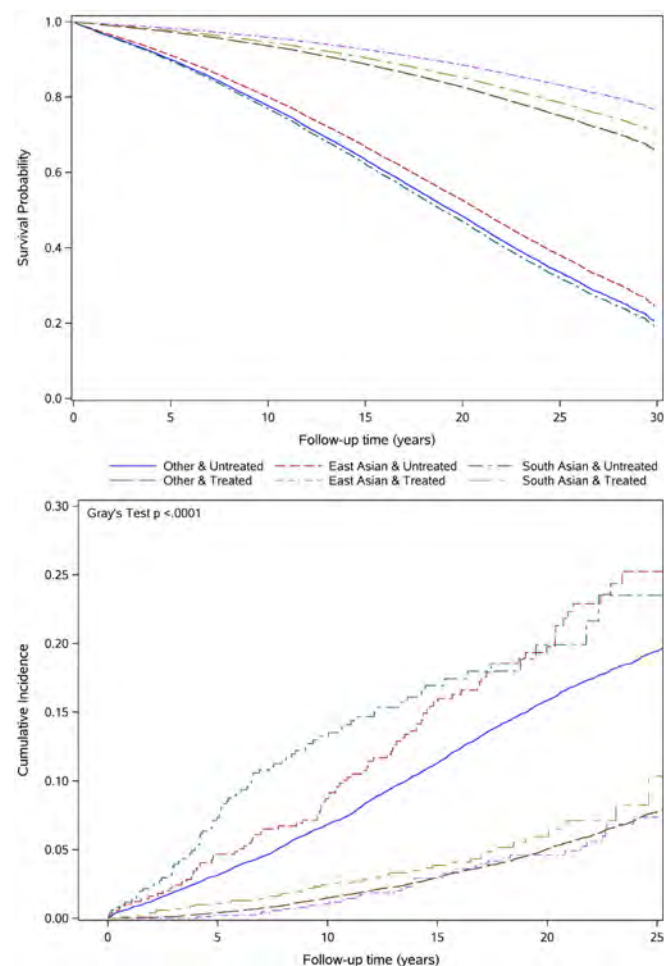 1.0
0.8
0.6
0.4
0.2
0.0
Survival Probability
0 5 10 15 20 25 30
Follow-up time (years)
Other & Untreated East Asian & Untreated South Asian & Untreated
Other & Treated East Asian & Treated South Asian & Treated
0.30
Gray's Test p <.0001
0.25
0.20
0.15
0.10
0.05
0.00
Cumulative Incidence
0 5 10 15 20 25
Follow-up time (years)